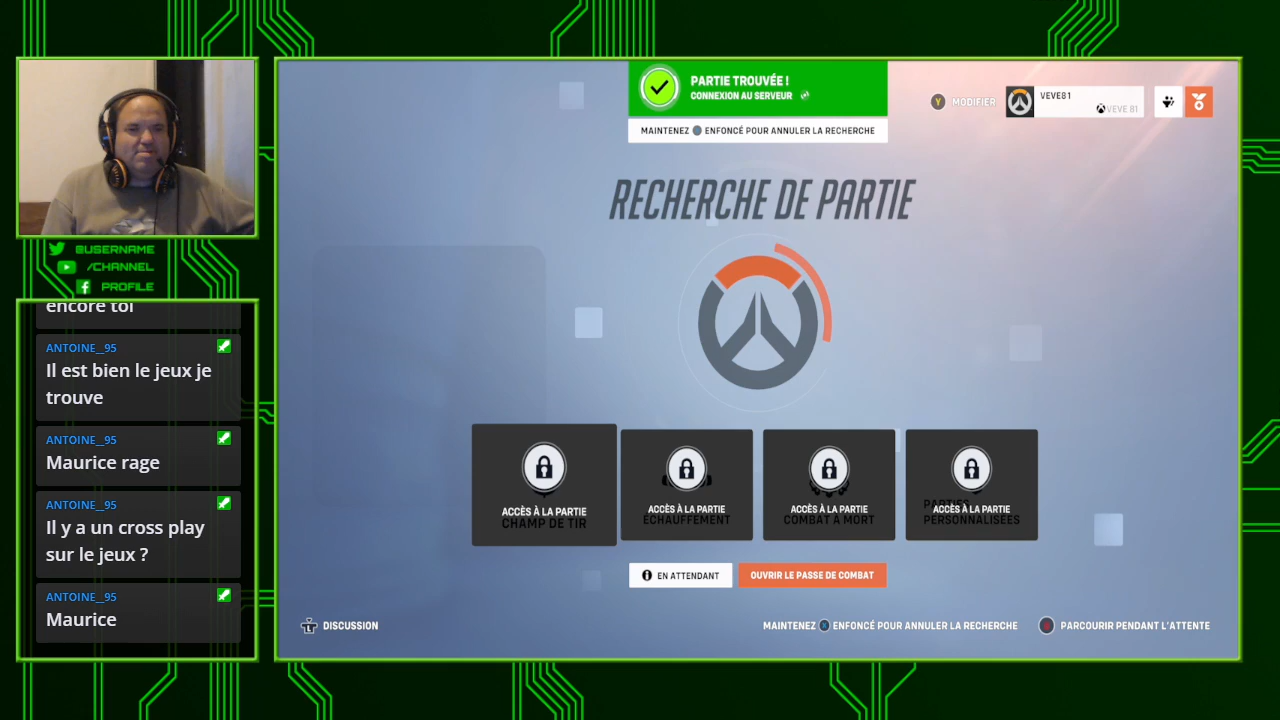 @USERNAME
/CHANNEL
PROFILE
encore toi
ANTOINE__95
Il est bien le jeux je
trouve
ANTOINE__95
Maurice rage
ANTOINE__95
Il y a un cross play
sur le jeux ?
ANTOINE__95
Maurice
PARTIE TROUVÉE !
CONNEXION AU SERVEUR
MAINTENEZ ENFONCÉ POUR ANNULER LA RECHERCHE
Y MODIFIER
VEVE81
VEVE 81
RECHERCHE DE PARTIE
ACCÈS À LA PARTIE
CHAMP DE TIR
ACCÈS À LA PARTIE
ÉCHAUFFEMENT
ACCÈS À LA PARTIE
COMBAT À MORT
PARTIES
ACCÈS À LA PARTIE
PERSONNALISÉES
EN ATTENDANT
OUVRIR LE PASSE DE COMBAT
DISCUSSION
MAINTENEZ X ENFONCÉ POUR ANNULER LA RECHERCHE
PARCOURIR PENDANT L'ATTENTE